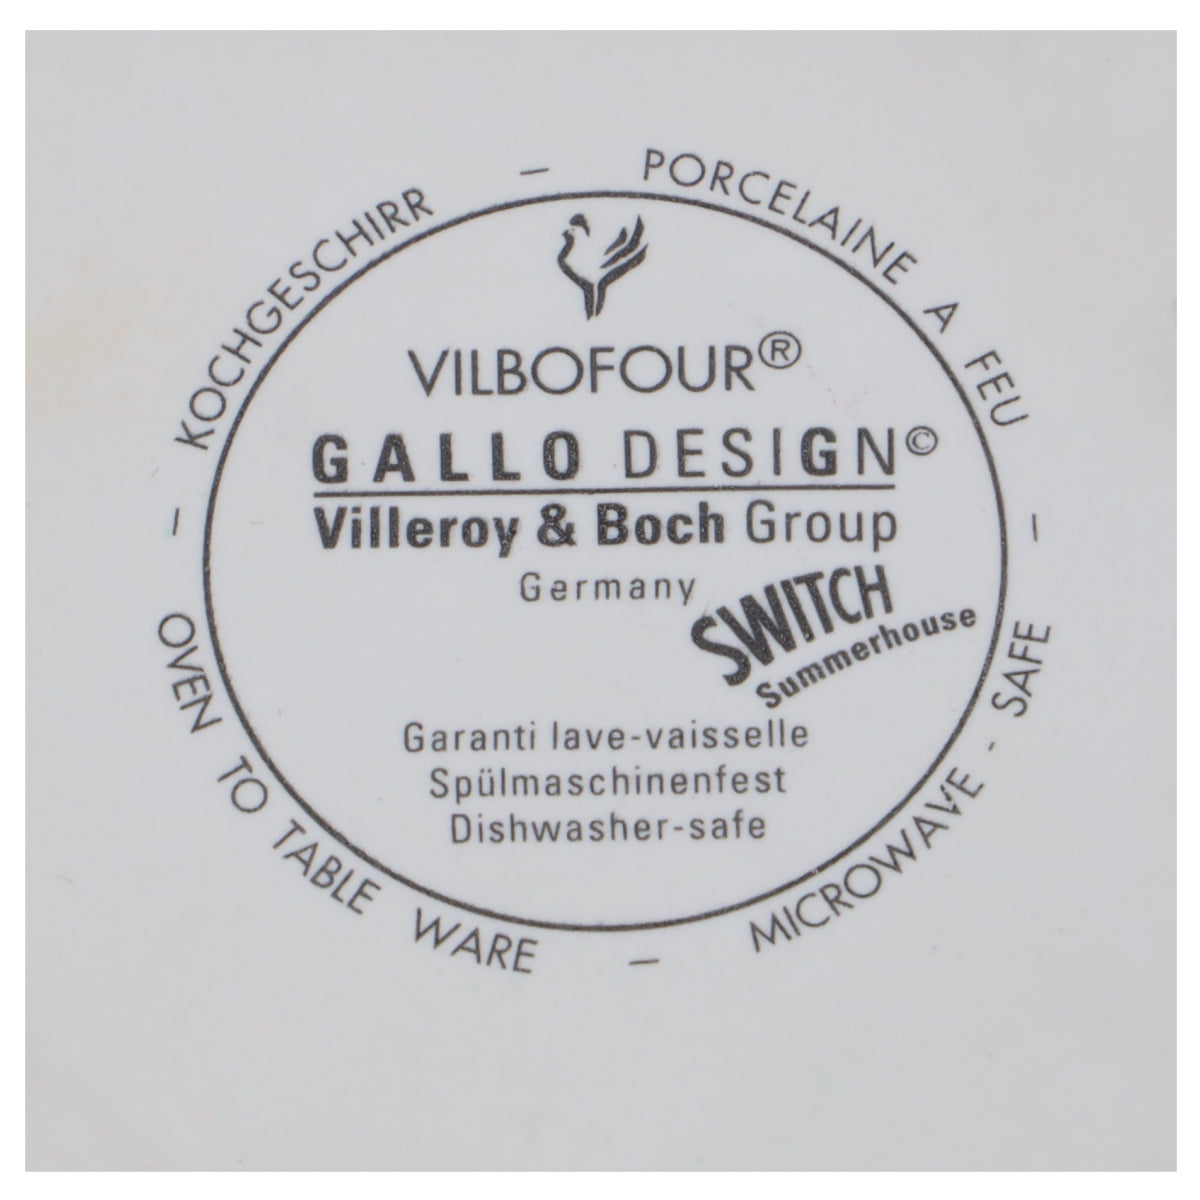 KOCHGESCHIRR – PORCELAINE A FEU – MICROWAVE-SAFE – OVEN TO TABLE WARE –
VILBOFOUR®
GALLO DESIGN©
Villeroy & Boch Group
Germany
SWITCH
Summerhouse
Garanti lave-vaisselle
Spülmaschinenfest
Dishwasher-safe